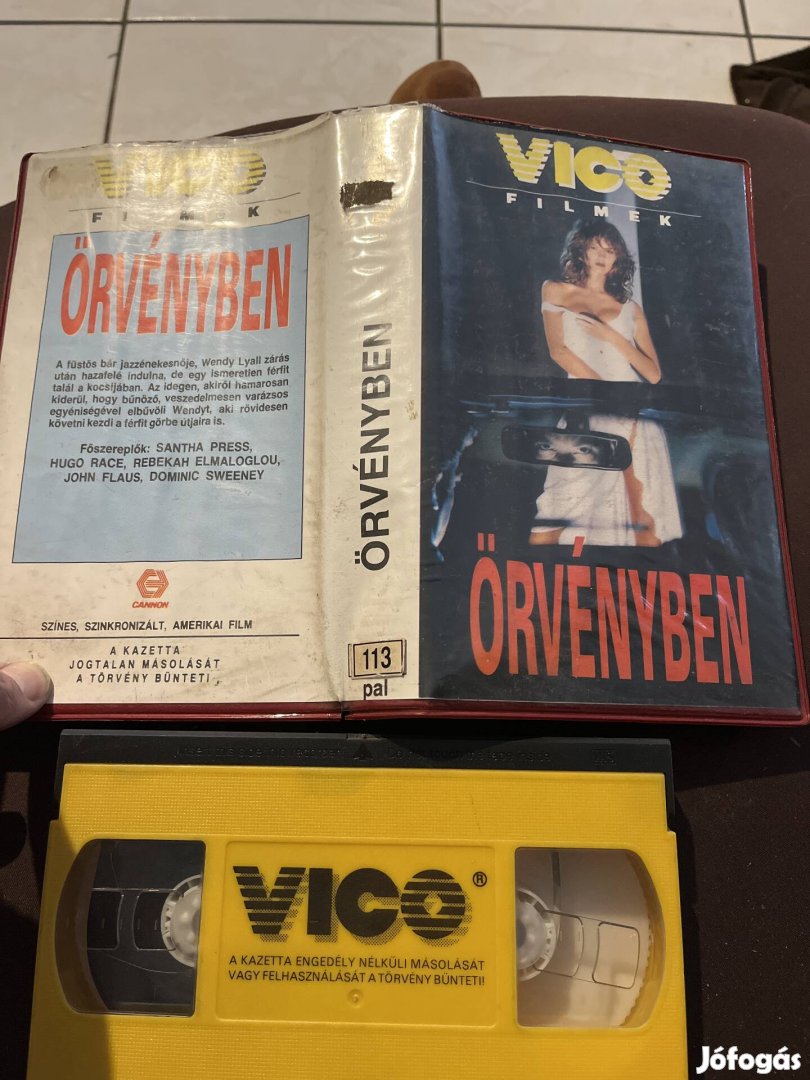 VICO
FILMEK
ÖRVÉNYBEN
A füstös bár jazzénekesnője, Wendy Lyall zárás
után hazafelé indulna, de egy ismeretlen férfit
talál a kocsijában. Az idegen, akiről hamarosan
kiderül, hogy bűnöző, veszedelmesen varázsos
egyéniségével elbűvöli Wendyt, aki rövidesen
követni kezdi a férfit görbe útjaira is.
Főszereplők: SANTHA PRESS,
HUGO RACE, REBEKAH ELMALOGLOU,
JOHN FLAUS, DOMINIC SWEENEY
CANNON
SZÍNES, SZINKRONIZÁLT, AMERIKAI FILM
A KAZETTA
JOGTALAN MÁSOLÁSÁT
A TÖRVÉNY BÜNTETI
ÖRVÉNYBEN
113
pal
VICO
FILMEK
ÖRVÉNYBEN
VICO®
A KAZETTA ENGEDÉLY NÉLKÜLI MÁSOLÁSÁT
VAGY FELHASZNÁLÁSÁT A TÖRVÉNY BÜNTETI!
Jófogás